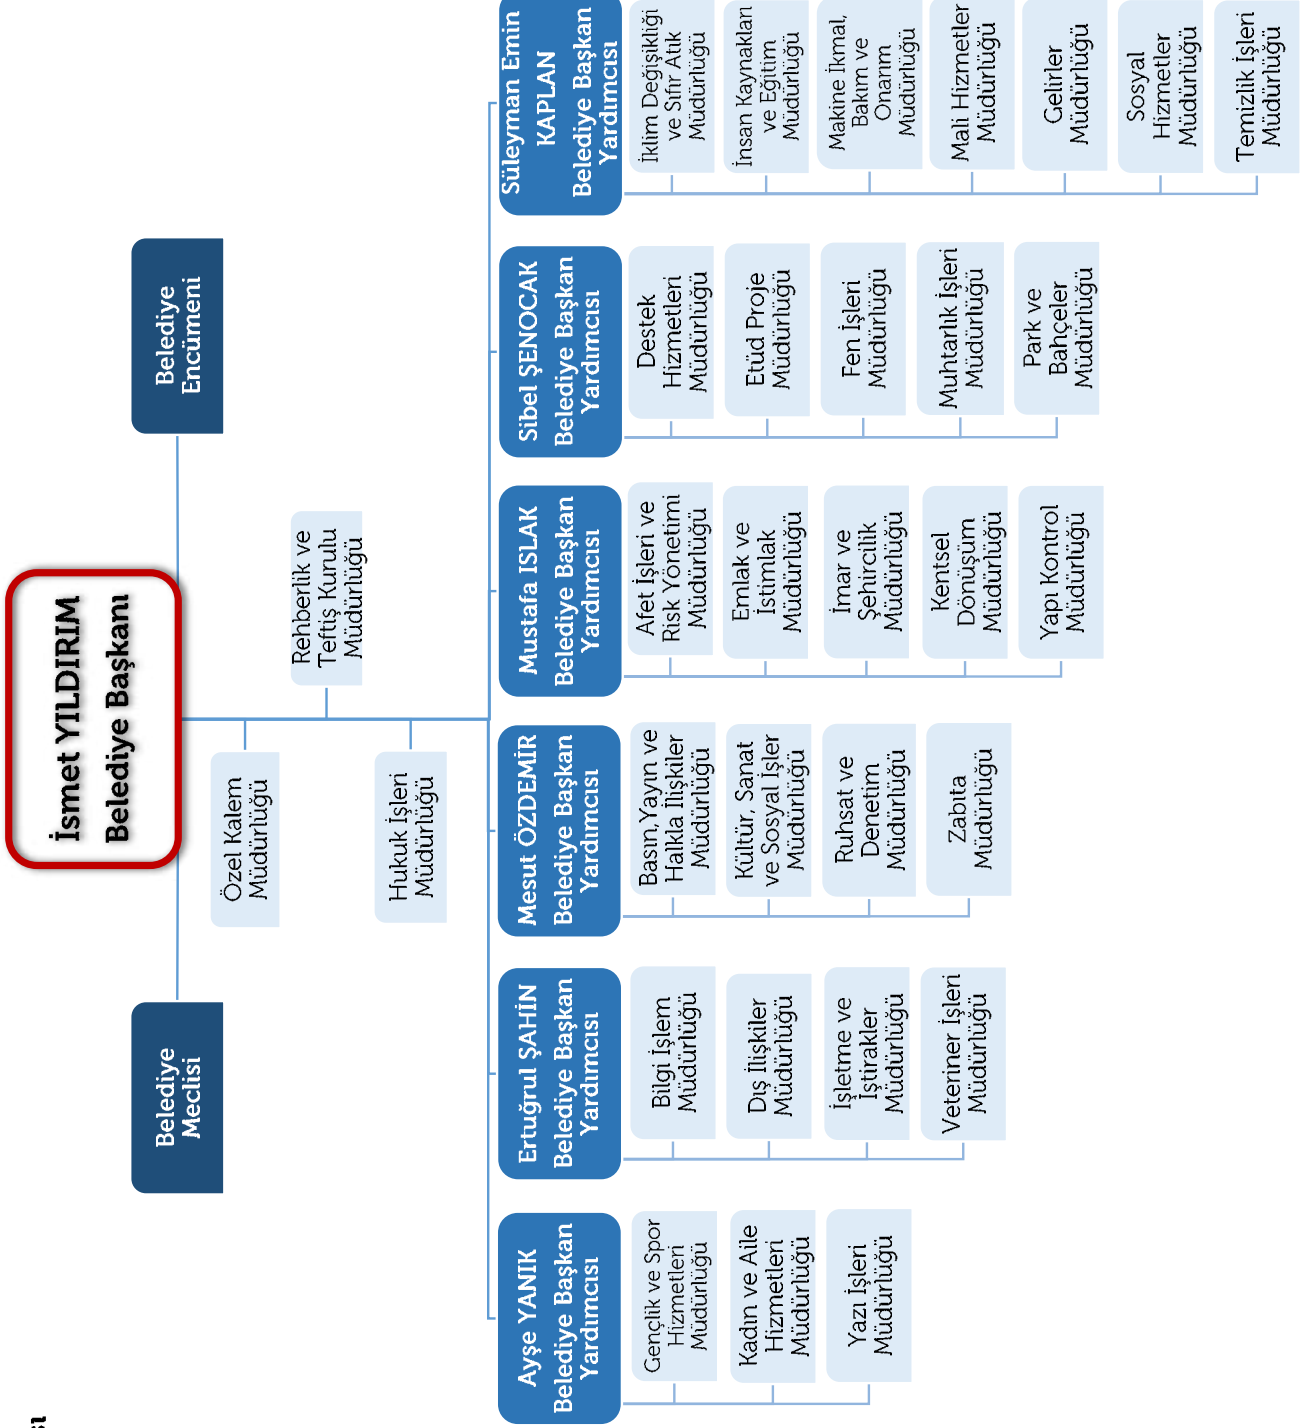 İsmet YILDIRIM
Belediye Başkanı
Belediye
Meclisi
Belediye
Encümeni
Özel Kalem
Müdürlüğü
Rehberlik ve
Teftiş Kurulu
Müdürlüğü
Hukuk İşleri
Müdürlüğü
Ayşe YANIK
Belediye Başkan
Yardımcısı
Gençlik ve Spor
Hizmetleri
Müdürlüğü
Kadın ve Aile
Hizmetleri
Müdürlüğü
Yazı İşleri
Müdürlüğü
Ertuğrul ŞAHİN
Belediye Başkan
Yardımcısı
Bilgi İşlem
Müdürlüğü
Dış İlişkiler
Müdürlüğü
İşletme ve
İştirakler
Müdürlüğü
Veteriner İşleri
Müdürlüğü
Mesut ÖZDEMİR
Belediye Başkan
Yardımcısı
Basın,Yayın ve
Halkla İlişkiler
Müdürlüğü
Kültür, Sanat
ve Sosyal İşler
Müdürlüğü
Ruhsat ve
Denetim
Müdürlüğü
Zabıta
Müdürlüğü
Mustafa ISLAK
Belediye Başkan
Yardımcısı
Afet İşleri ve
Risk Yönetimi
Müdürlüğü
Emlak ve
İstimlak
Müdürlüğü
İmar ve
Şehircilik
Müdürlüğü
Kentsel
Dönüşüm
Müdürlüğü
Yapı Kontrol
Müdürlüğü
Sibel ŞENOCAK
Belediye Başkan
Yardımcısı
Destek
Hizmetleri
Müdürlüğü
Etüd Proje
Müdürlüğü
Fen İşleri
Müdürlüğü
Muhtarlık İşleri
Müdürlüğü
Park ve
Bahçeler
Müdürlüğü
Süleyman Emin
KAPLAN
Belediye Başkan
Yardımcısı
İklim Değişikliği
ve Sıfır Atık
Müdürlüğü
İnsan Kaynakları
ve Eğitim
Müdürlüğü
Makine İkmal,
Bakım ve
Onarım
Müdürlüğü
Mali Hizmetler
Müdürlüğü
Gelirler
Müdürlüğü
Sosyal
Hizmetler
Müdürlüğü
Temizlik İşleri
Müdürlüğü